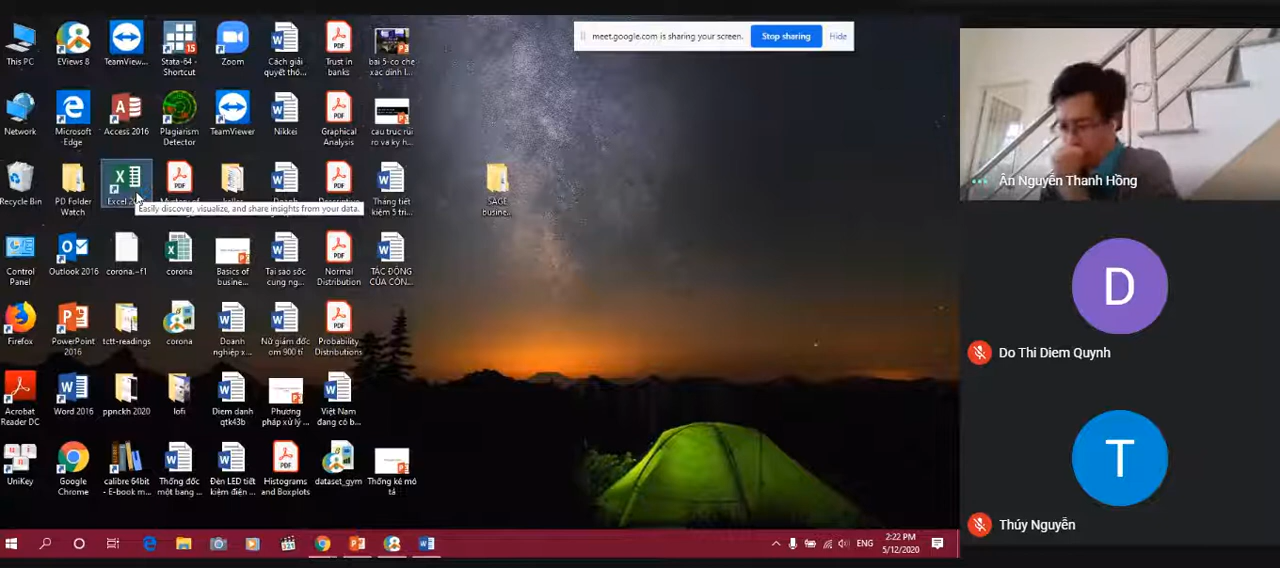 meet.google.com is sharing your screen.
Stop sharing
Hide
This PC
EViews 8
TeamView...
Stata-64 -
Shortcut
15
Zoom
Cách giải
quyết thô...
Trust in
banks
bai 5-co che
xac dinh l...
Network
Microsoft
Edge
Access 2016
Plagiarism
Detector
TeamViewer
Nikkei
Graphical
Analysis
cau truc rui
ro va ky h...
Recycle Bin
PD Folder
Watch
Easily discover, visualize, and share insights from your data.
Thang tiet
kiệm 5 tri...
SAGE
busine...
Control
Panel
Outlook 2016
corona.~f1
corona
Basics of
busine...
Tại sao sốc
cung ng...
Normal
Distribution
TÁC ĐỘNG
CỦA CÔN...
Firefox
PowerPoint
2016
tctt-readings
corona
Doanh
nghiệp x...
Nữ giám đốc
om 900 tỉ
Probability
Distributions
Acrobat
Reader DC
Word 2016
ppnckh 2020
lofi
Diem danh
qtk43b
Phương
pháp xử lý ...
Việt Nam
đang có b...
UniKey
Google
Chrome
calibre 64bit
- E-book m...
Thống đốc
một bang ...
Đèn LED tiết
kiệm điện ...
Histograms
and Boxplots
dataset_gym
Thống kê mô
tả
ENG
2:22 PM
5/12/2020
Ân Nguyễn Thanh Hồng
D
Do Thi Diem Quynh
T
Thúy Nguyễn